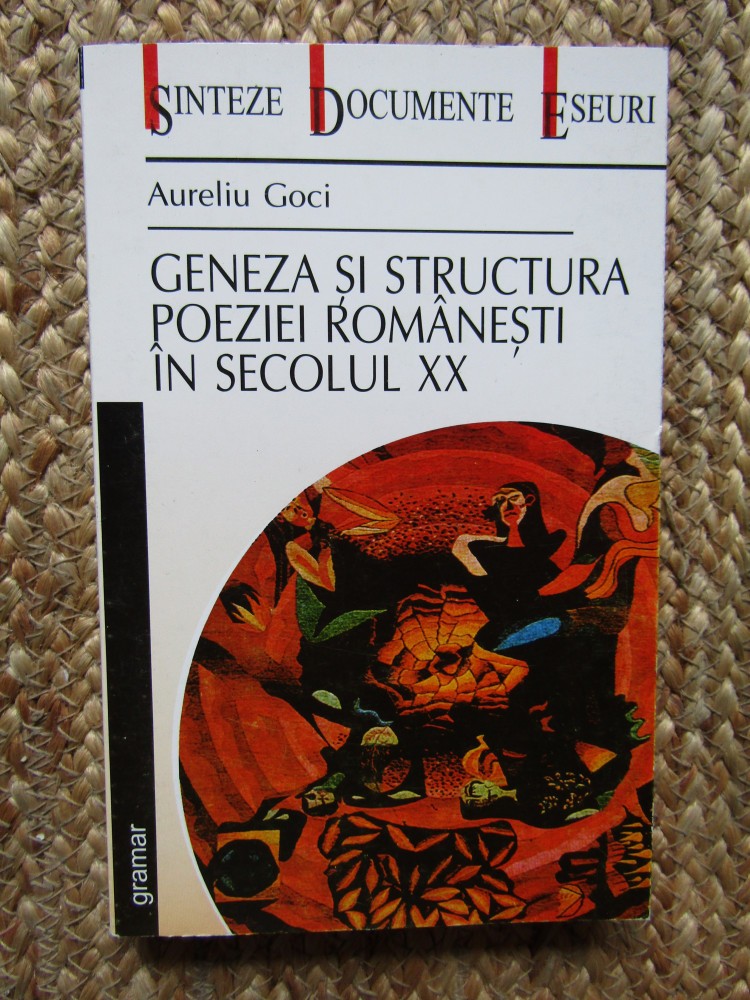 SINTEZE DOCUMENTE ESEURI
Aureliu Goci
GENEZA ȘI STRUCTURA
POEZIEI ROMÂNEȘTI
ÎN SECOLUL XX
gramar